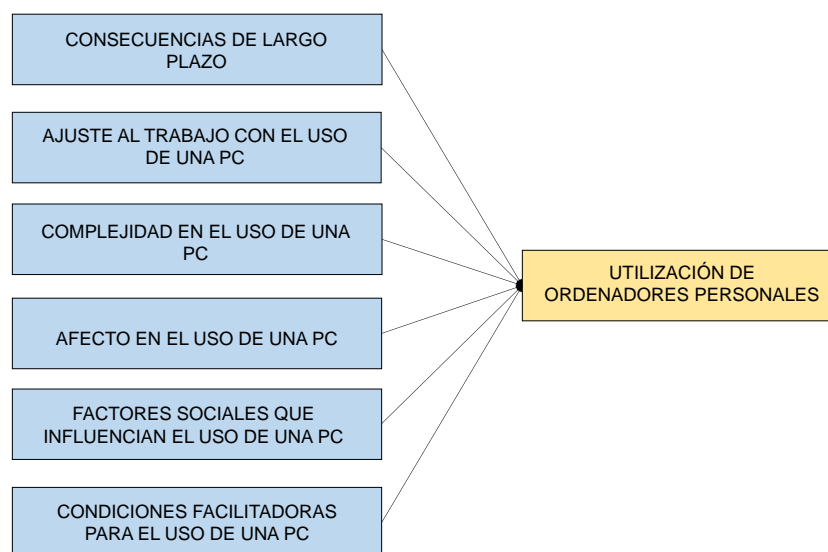 CONSECUENCIAS DE LARGO
PLAZO
AJUSTE AL TRABAJO CON EL USO
DE UNA PC
COMPLEJIDAD EN EL USO DE UNA
PC
AFECTO EN EL USO DE UNA PC
FACTORES SOCIALES QUE
INFLUENCIAN EL USO DE UNA PC
CONDICIONES FACILITADORAS
PARA EL USO DE UNA PC
UTILIZACIÓN DE
ORDENADORES PERSONALES